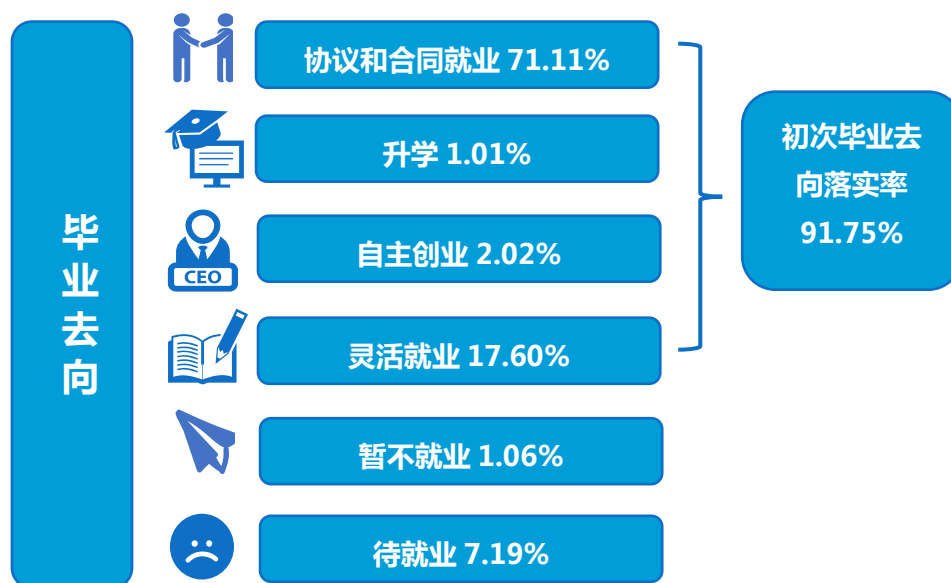 毕业去向
协议和合同就业 71.11%
升学 1.01%
CEO
自主创业 2.02%
灵活就业 17.60%
暂不就业 1.06%
待就业 7.19%
初次毕业去
向落实率
91.75%